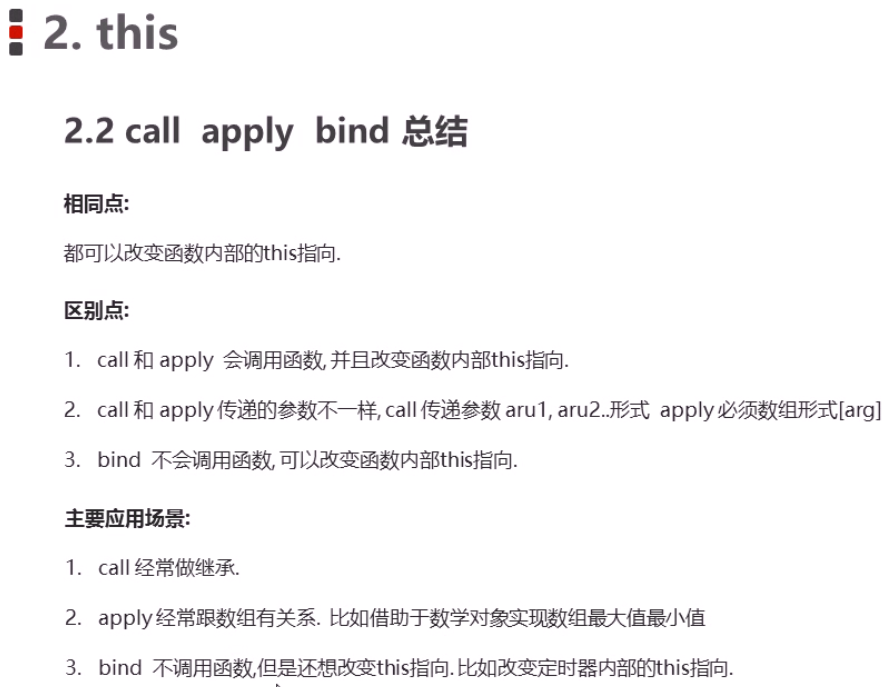 2. this
2.2 call apply bind 总结
相同点:
都可以改变函数内部的this指向.
区别点:
1. call 和 apply 会调用函数, 并且改变函数内部this指向.
2. call 和 apply 传递的参数不一样, call 传递参数 aru1, aru2..形式 apply 必须数组形式[arg]
3. bind 不会调用函数, 可以改变函数内部this指向.
主要应用场景:
1. call 经常做继承.
2. apply 经常跟数组有关系. 比如借助于数学对象实现数组最大值最小值
3. bind 不调用函数,但是还想改变this指向. 比如改变定时器内部的this指向.